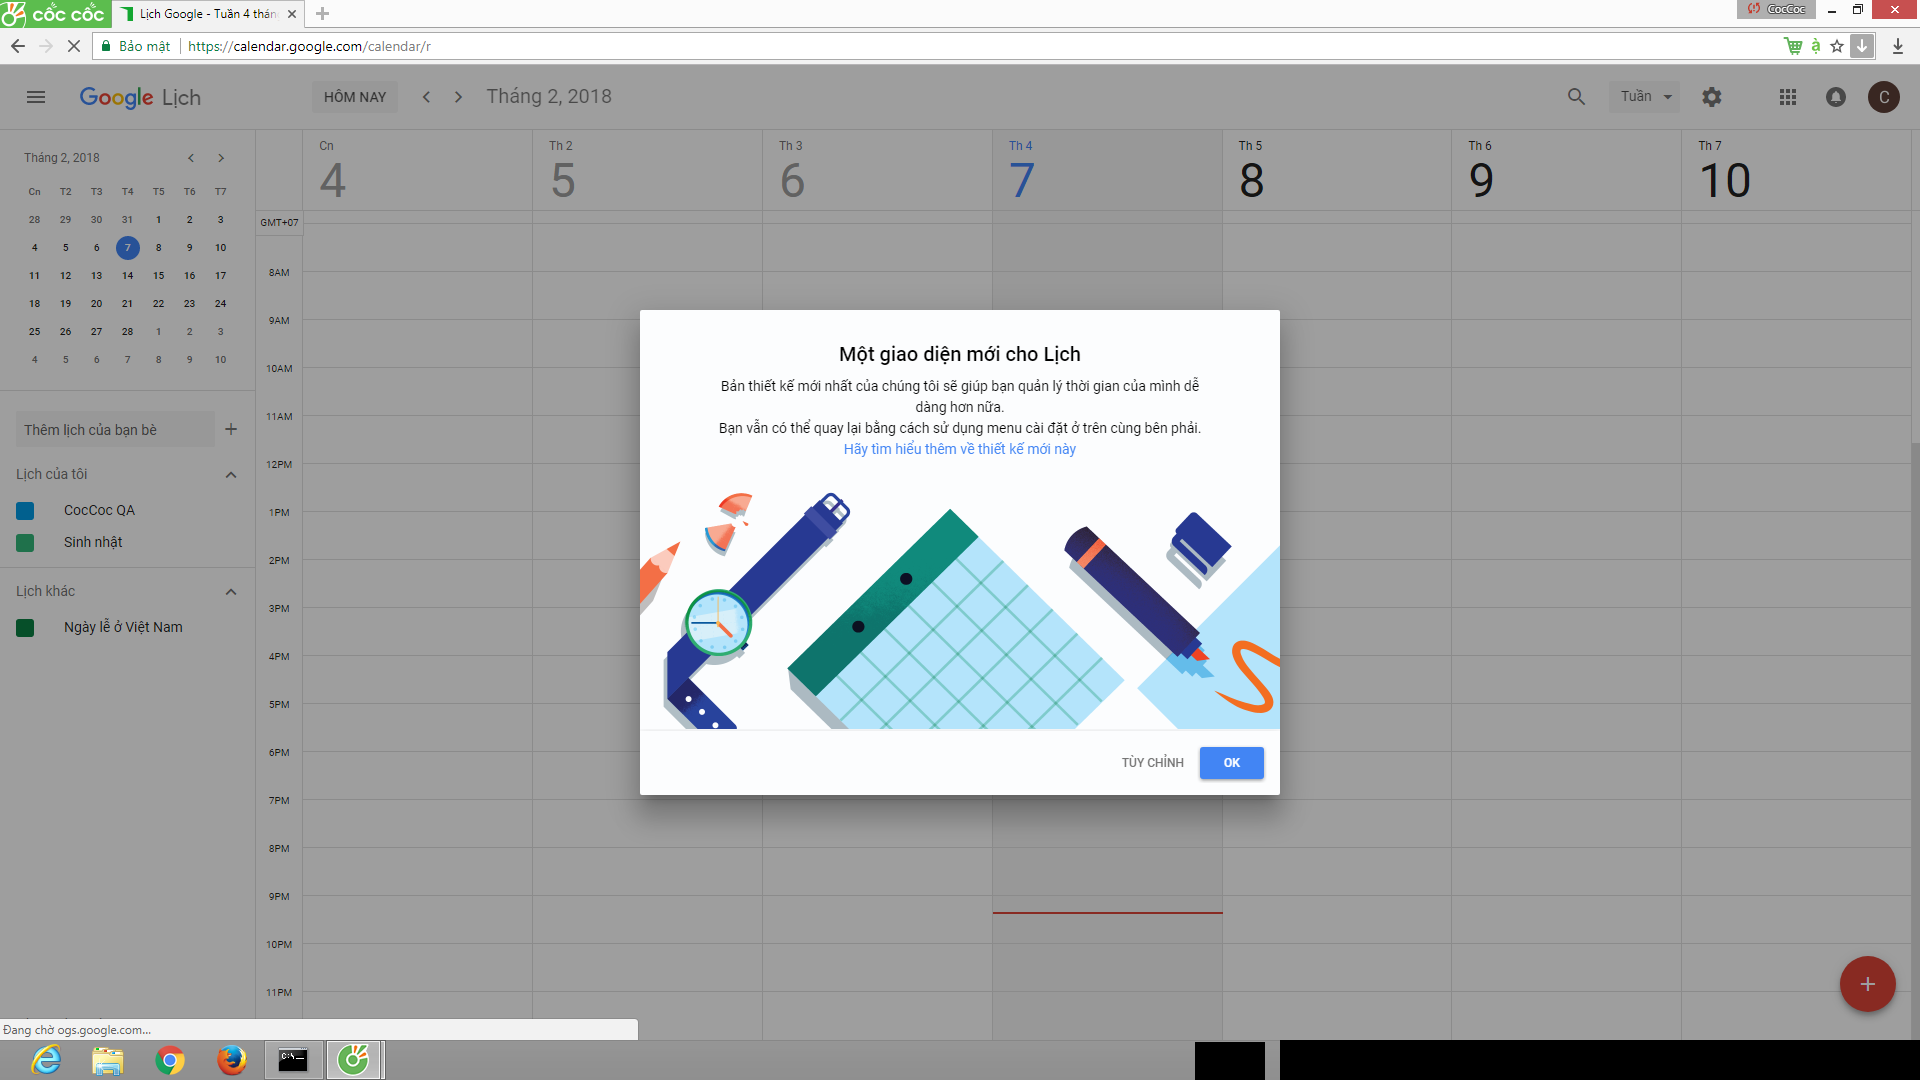 cốc cốc
Lịch Google - Tuần 4 thán
CocCoc
Bảo mật
https://calendar.google.com/calendar/r
Google Lịch
HÔM NAY
Tháng 2, 2018
Tuần
C
Tháng 2, 2018
Cn T2 T3 T4 T5 T6 T7
28 29 30 31 1 2 3
4 5 6 7 8 9 10
11 12 13 14 15 16 17
18 19 20 21 22 23 24
25 26 27 28 1 2 3
4 5 6 7 8 9 10
Thêm lịch của bạn bè
Lịch của tôi
CocCoc QA
Sinh nhật
Lịch khác
Ngày lễ ở Việt Nam
Cn Th 2 Th 3 Th 4 Th 5 Th 6 Th 7
4 5 6 7 8 9 10
GMT+07
8AM
9AM
10AM
11AM
12PM
1PM
2PM
3PM
4PM
5PM
6PM
7PM
8PM
9PM
10PM
11PM
Một giao diện mới cho Lịch
Bản thiết kế mới nhất của chúng tôi sẽ giúp bạn quản lý thời gian của mình dễ
dàng hơn nữa.
Bạn vẫn có thể quay lại bằng cách sử dụng menu cài đặt ở trên cùng bên phải.
Hãy tìm hiểu thêm về thiết kế mới này
TÙY CHỈNH
OK
Đang chờ ogs.google.com...